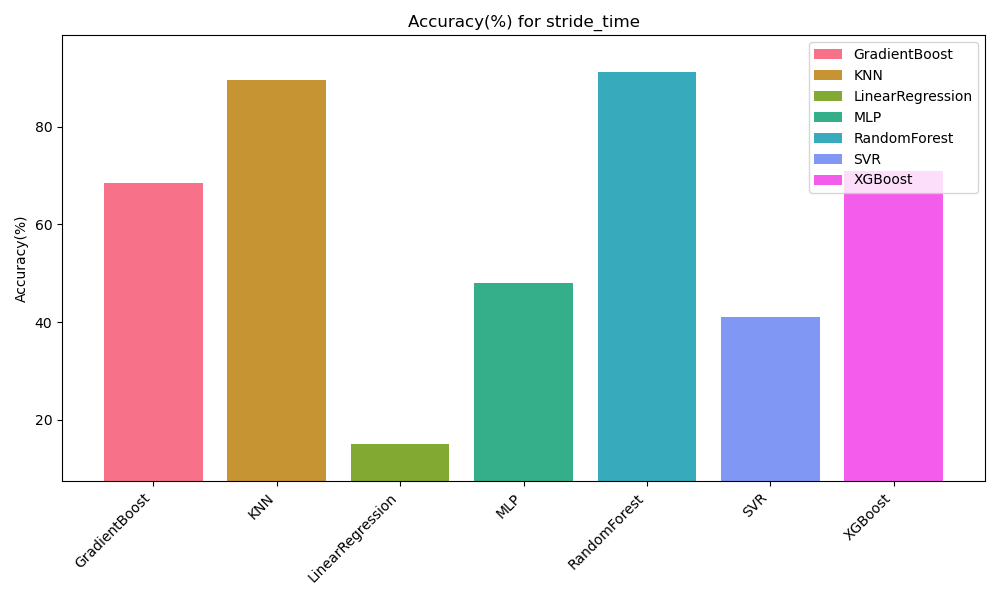 Accuracy(%) for stride_time
GradientBoost
KNN
LinearRegression
MLP
RandomForest
SVR
XGBoost
Accuracy(%)
80
60
40
20
GradientBoost
KNN
LinearRegression
MLP
RandomForest
SVR
XGBoost